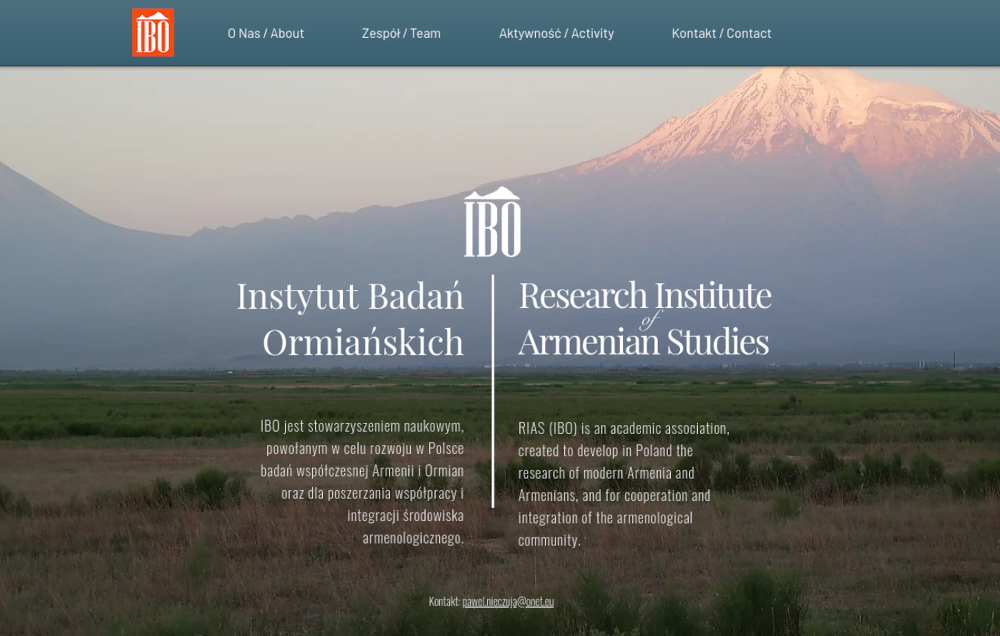 IBO
O Nas / About
Zespół / Team
Aktywność / Activity
Kontakt / Contact
IBO
Instytut Badań
Ormiańskich
Research Institute
of
Armenian Studies
IBO jest stowarzyszeniem naukowym,
powołanym w celu rozwoju w Polsce
badań współczesnej Armenii i Ormian
oraz dla poszerzania współpracy i
integracji środowiska
armenologicznego.
RIAS (IBO) is an academic association,
created to develop in Poland the
research of modern Armenia and
Armenians, and for cooperation and
integration of the armenological
community.
Kontakt: pawel.nieczuja@onet.eu